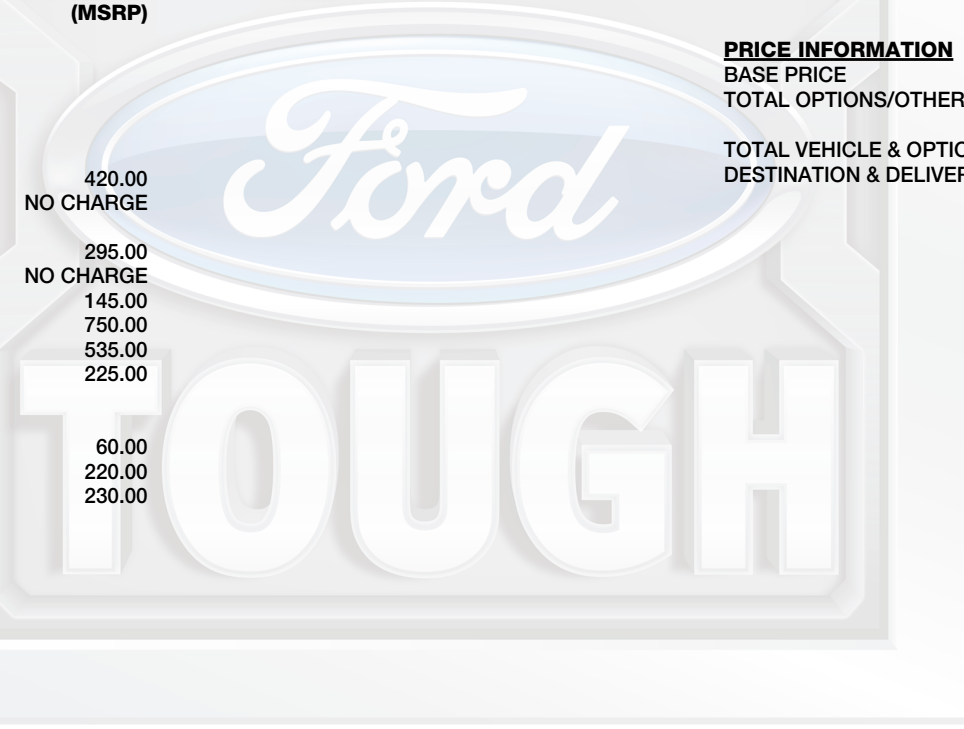 (MSRP)
420.00
NO CHARGE
295.00
NO CHARGE
145.00
750.00
535.00
225.00
60.00
220.00
230.00
PRICE INFORMATION
BASE PRICE
TOTAL OPTIONS/OTHER
TOTAL VEHICLE & OPTIO
DESTINATION & DELIVER
Ford
TOUGH